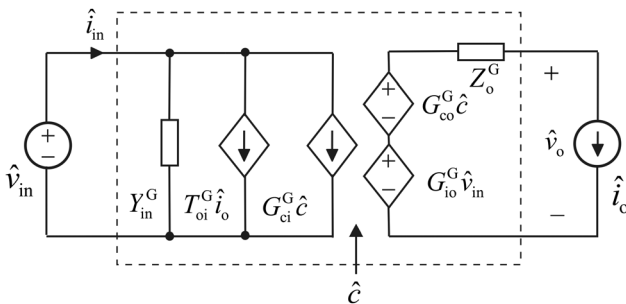 î_in
Z_o^G
+
+
−
G_co^G ĉ
+
−
v̂_in
Y_in^G
T_oi^G î_o
G_ci^G ĉ
+
−
G_io^G v̂_in
v̂_o
î_o
−
ĉ